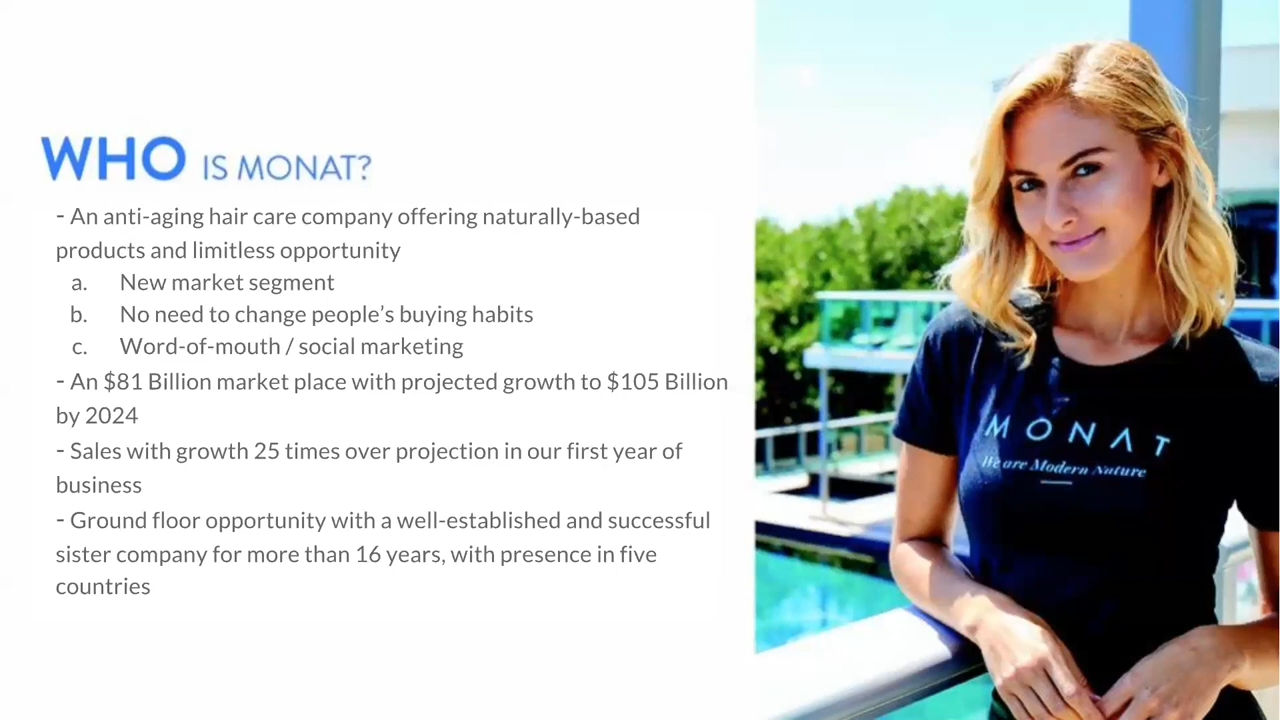 WHO IS MONAT?
- An anti-aging hair care company offering naturally-based
products and limitless opportunity
a. New market segment
b. No need to change people’s buying habits
c. Word-of-mouth / social marketing
- An $81 Billion market place with projected growth to $105 Billion
by 2024
- Sales with growth 25 times over projection in our first year of
business
- Ground floor opportunity with a well-established and successful
sister company for more than 16 years, with presence in five
countries
MONAT
We are Modern Nature